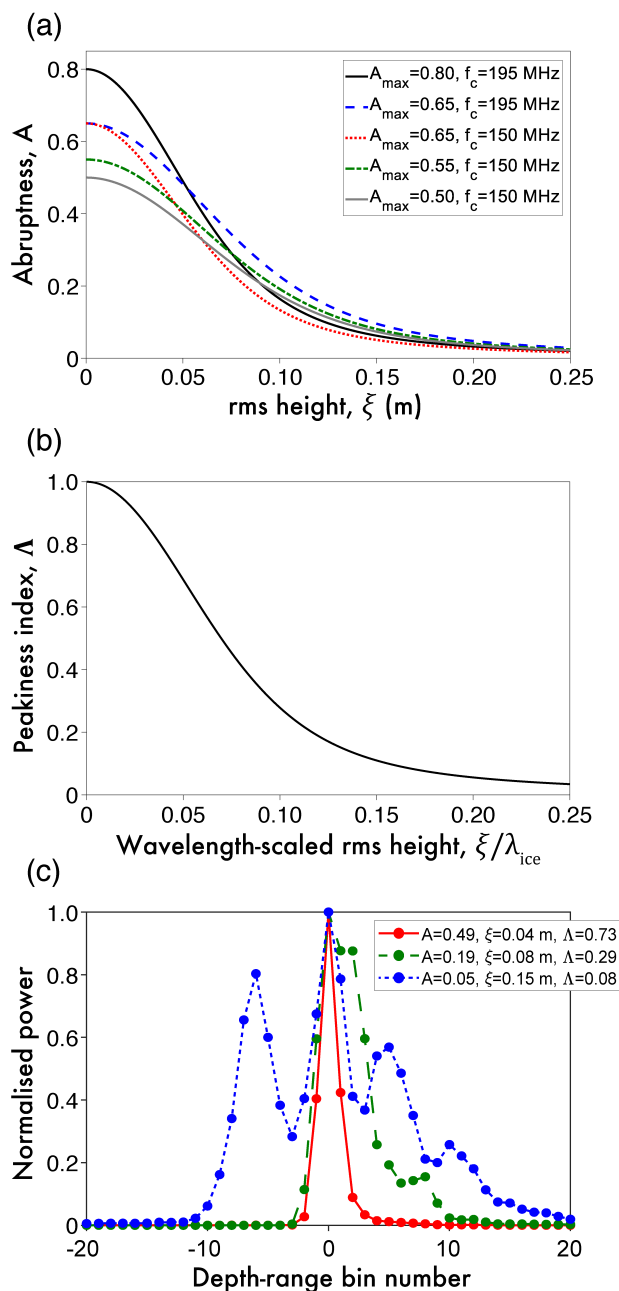 (a)
Abruptness, A
0.8
0.6
0.4
0.2
0
A_max=0.80, f_c=195 MHz
A_max=0.65, f_c=195 MHz
A_max=0.65, f_c=150 MHz
A_max=0.55, f_c=150 MHz
A_max=0.50, f_c=150 MHz
0 0.05 0.10 0.15 0.20 0.25
rms height, ξ (m)
(b)
Peakiness index, Λ
1.0
0.8
0.6
0.4
0.2
0
0 0.05 0.10 0.15 0.20 0.25
Wavelength-scaled rms height, ξ/λ_ice
(c)
Normalised power
1.0
0.8
0.6
0.4
0.2
0
A=0.49, ξ=0.04 m, Λ=0.73
A=0.19, ξ=0.08 m, Λ=0.29
A=0.05, ξ=0.15 m, Λ=0.08
-20 -10 0 10 20
Depth-range bin number